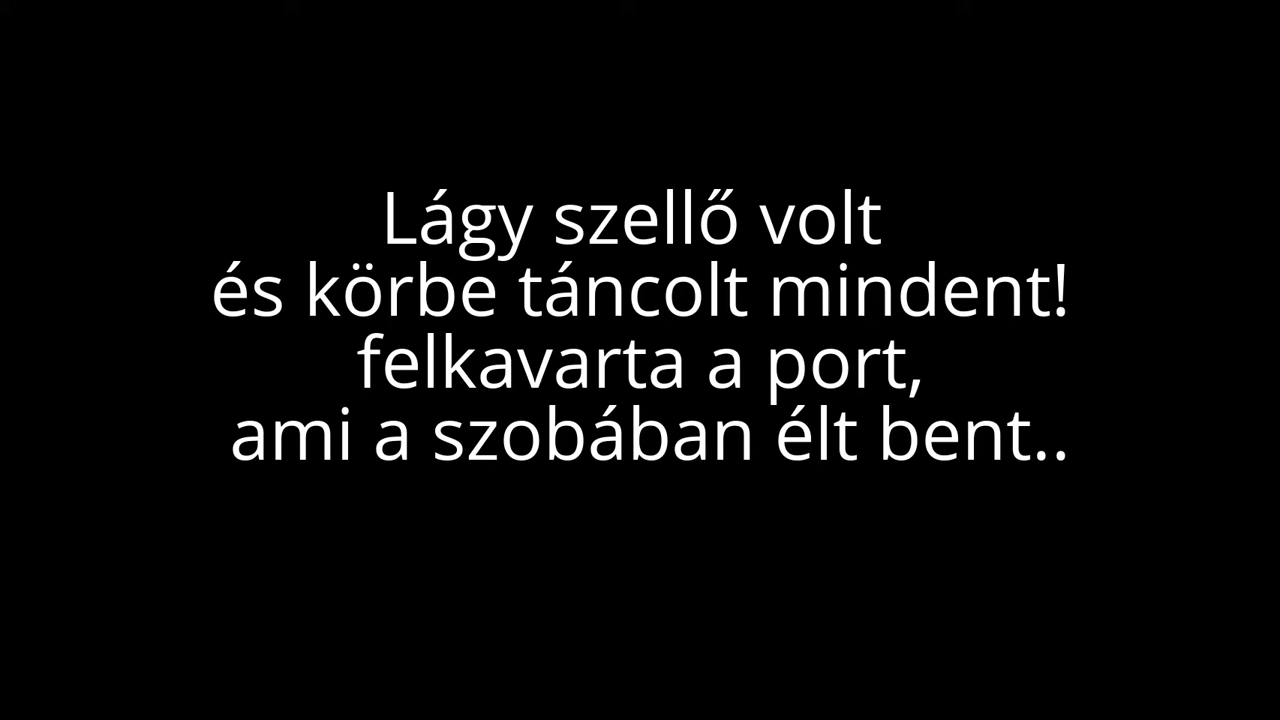 Lágy szellő volt
és körbe táncolt mindent!
felkavarta a port,
ami a szobában élt bent..